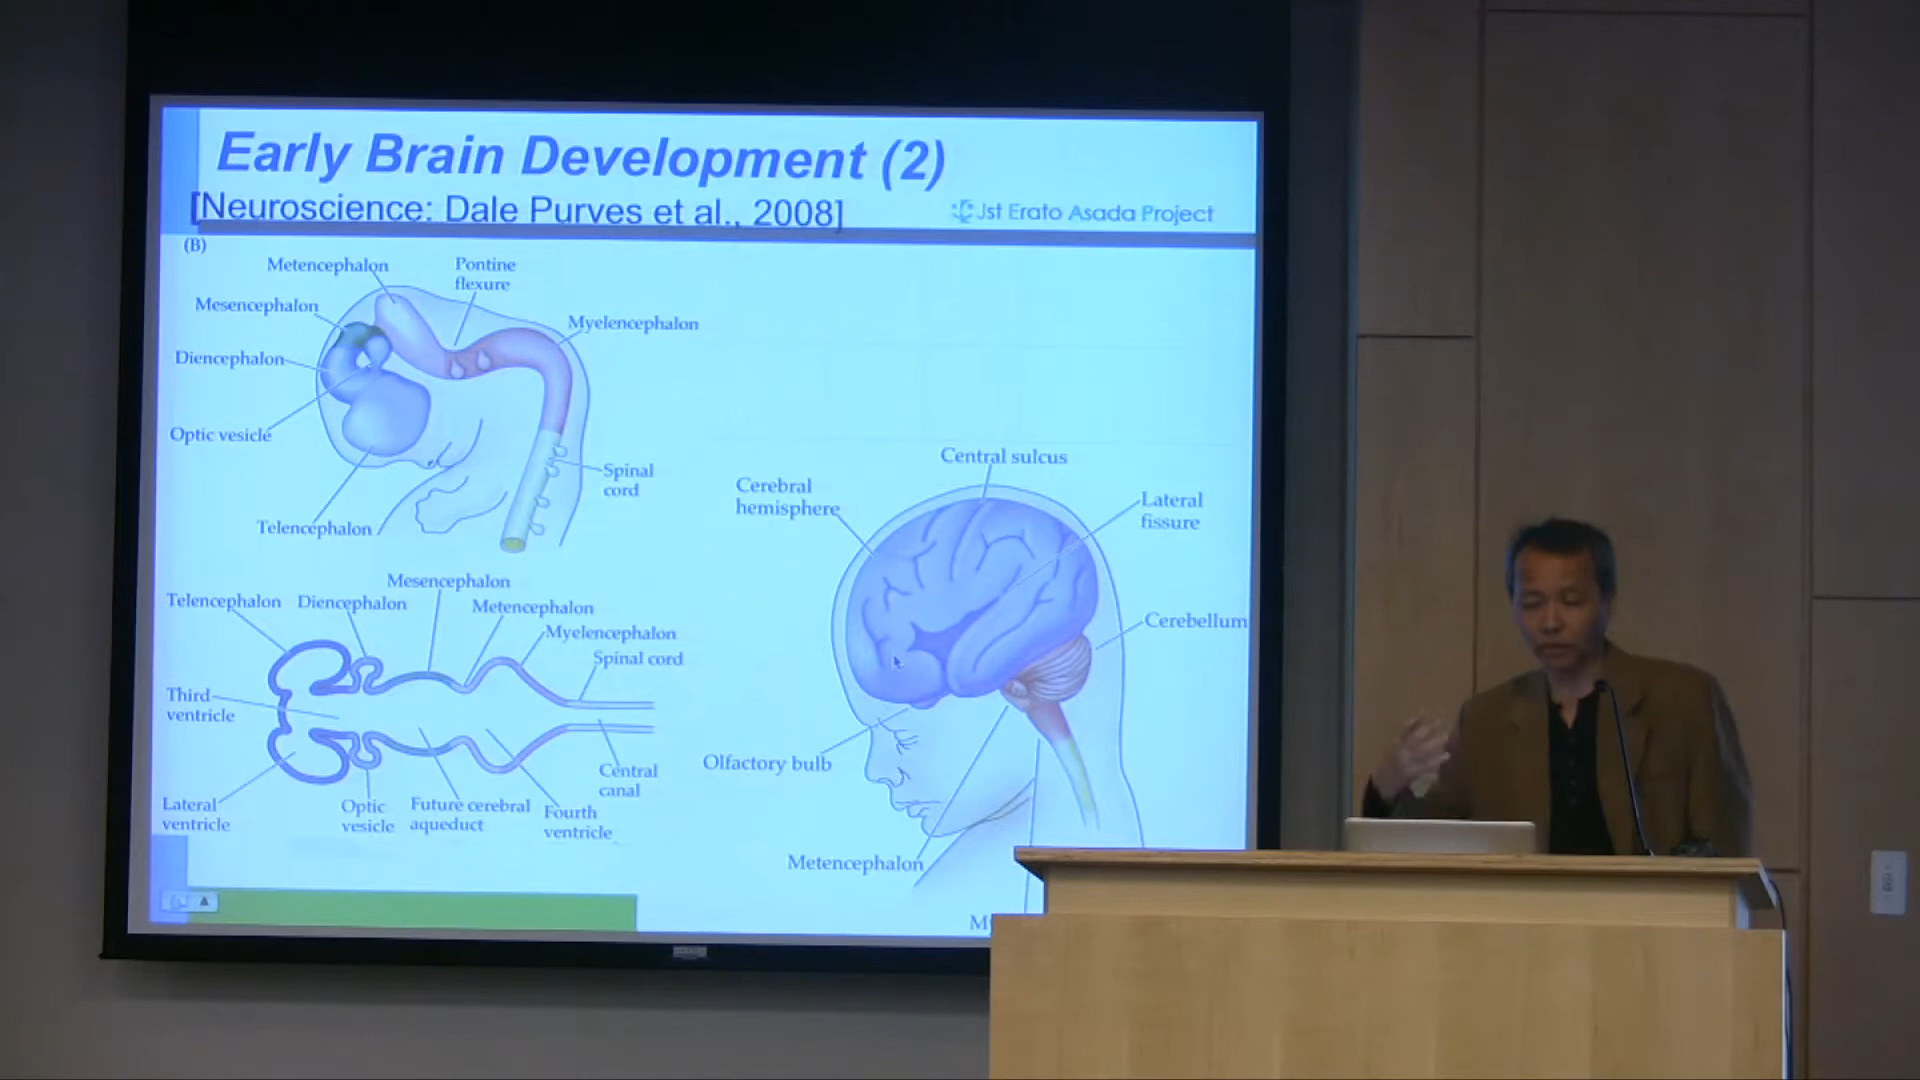 Early Brain Development (2)
[Neuroscience: Dale Purves et al., 2008]
Jst Erato Asada Project
(B)
Metencephalon
Pontine
flexure
Mesencephalon
Myelencephalon
Diencephalon
Optic vesicle
Spinal
cord
Telencephalon
Mesencephalon
Telencephalon
Diencephalon
Metencephalon
Myelencephalon
Spinal cord
Third
ventricle
Central
canal
Lateral
ventricle
Optic
vesicle
Future cerebral
aqueduct
Fourth
ventricle
Central sulcus
Cerebral
hemisphere
Lateral
fissure
Cerebellum
Olfactory bulb
Metencephalon